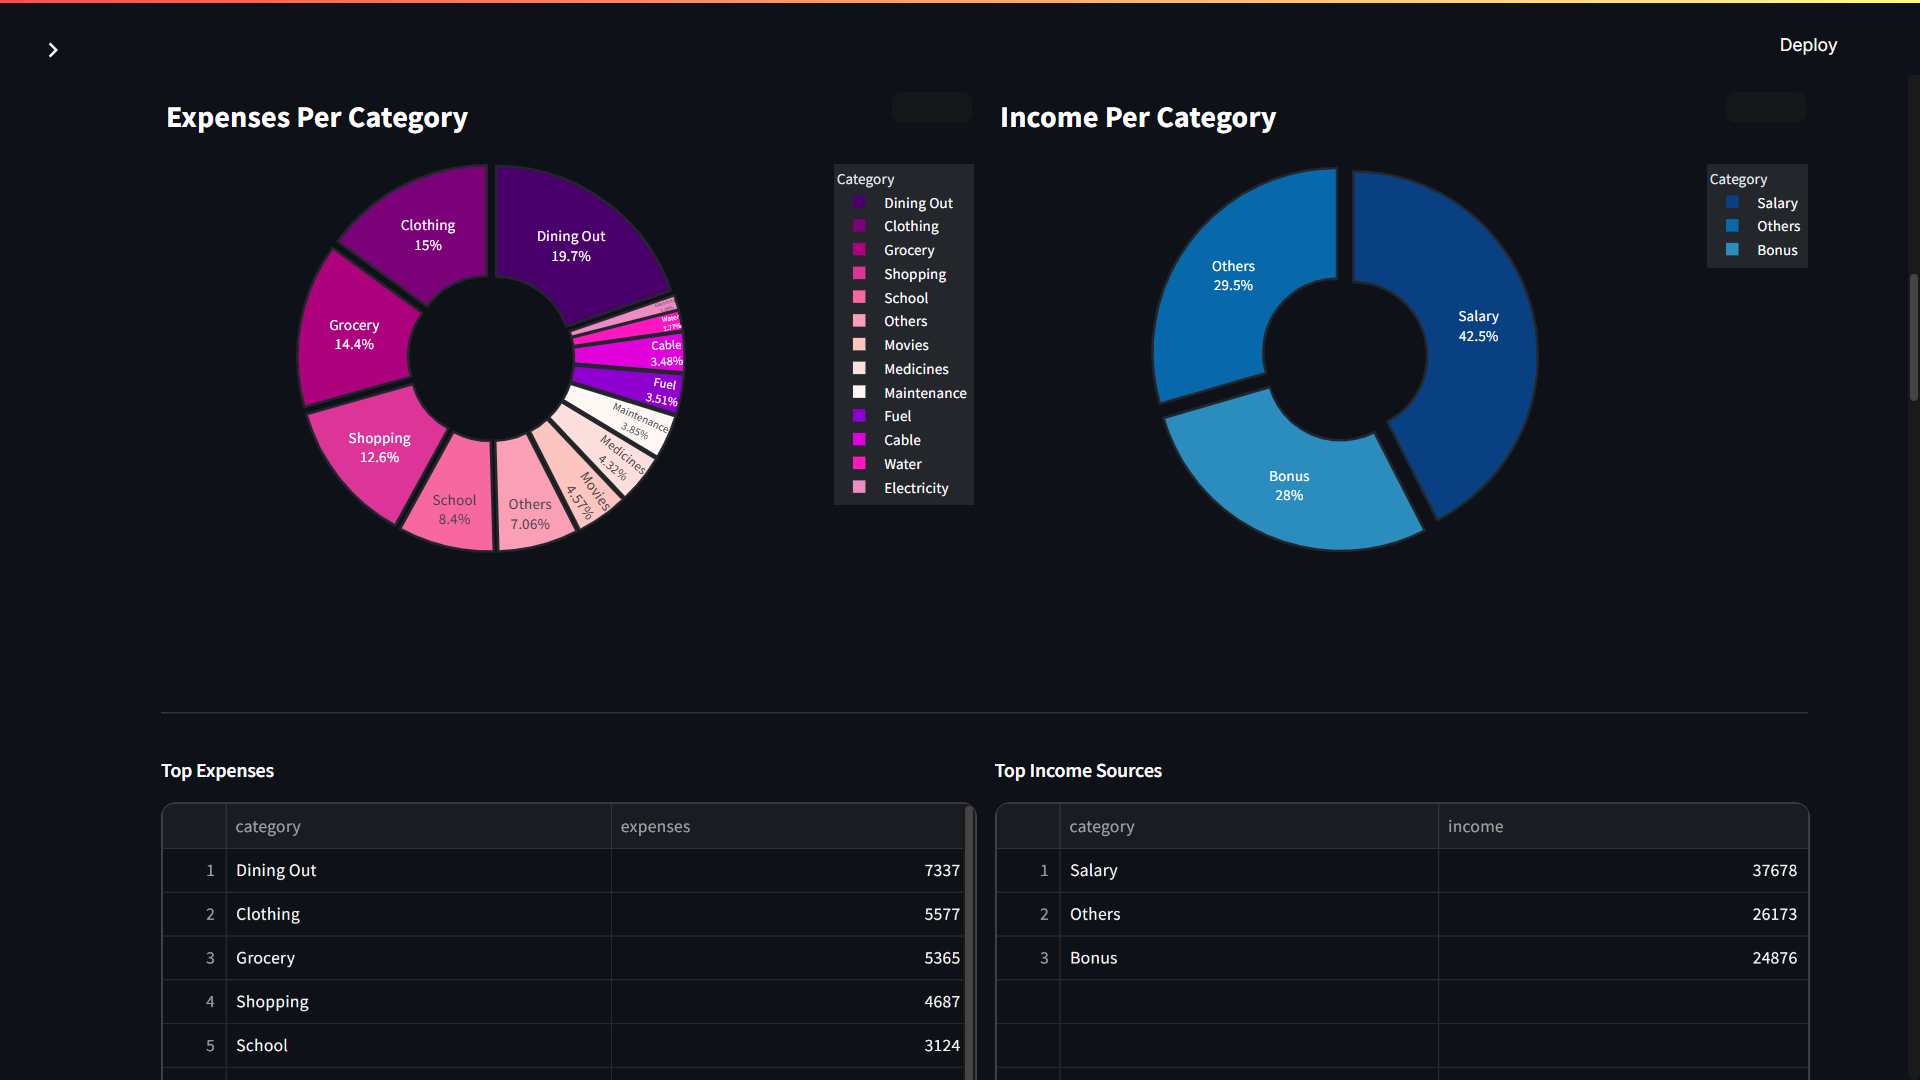 Deploy
Expenses Per Category
Income Per Category
Clothing
15%
Dining Out
19.7%
Grocery
14.4%
Shopping
12.6%
School
8.4%
Others
7.06%
Movies
4.57%
Medicines
4.32%
Maintenance
3.85%
Fuel
3.51%
Cable
3.48%
Water
1.77%
Category
Dining Out
Clothing
Grocery
Shopping
School
Others
Movies
Medicines
Maintenance
Fuel
Cable
Water
Electricity
Others
29.5%
Salary
42.5%
Bonus
28%
Category
Salary
Others
Bonus
Top Expenses
category expenses
1 Dining Out 7337
2 Clothing 5577
3 Grocery 5365
4 Shopping 4687
5 School 3124
Top Income Sources
category income
1 Salary 37678
2 Others 26173
3 Bonus 24876